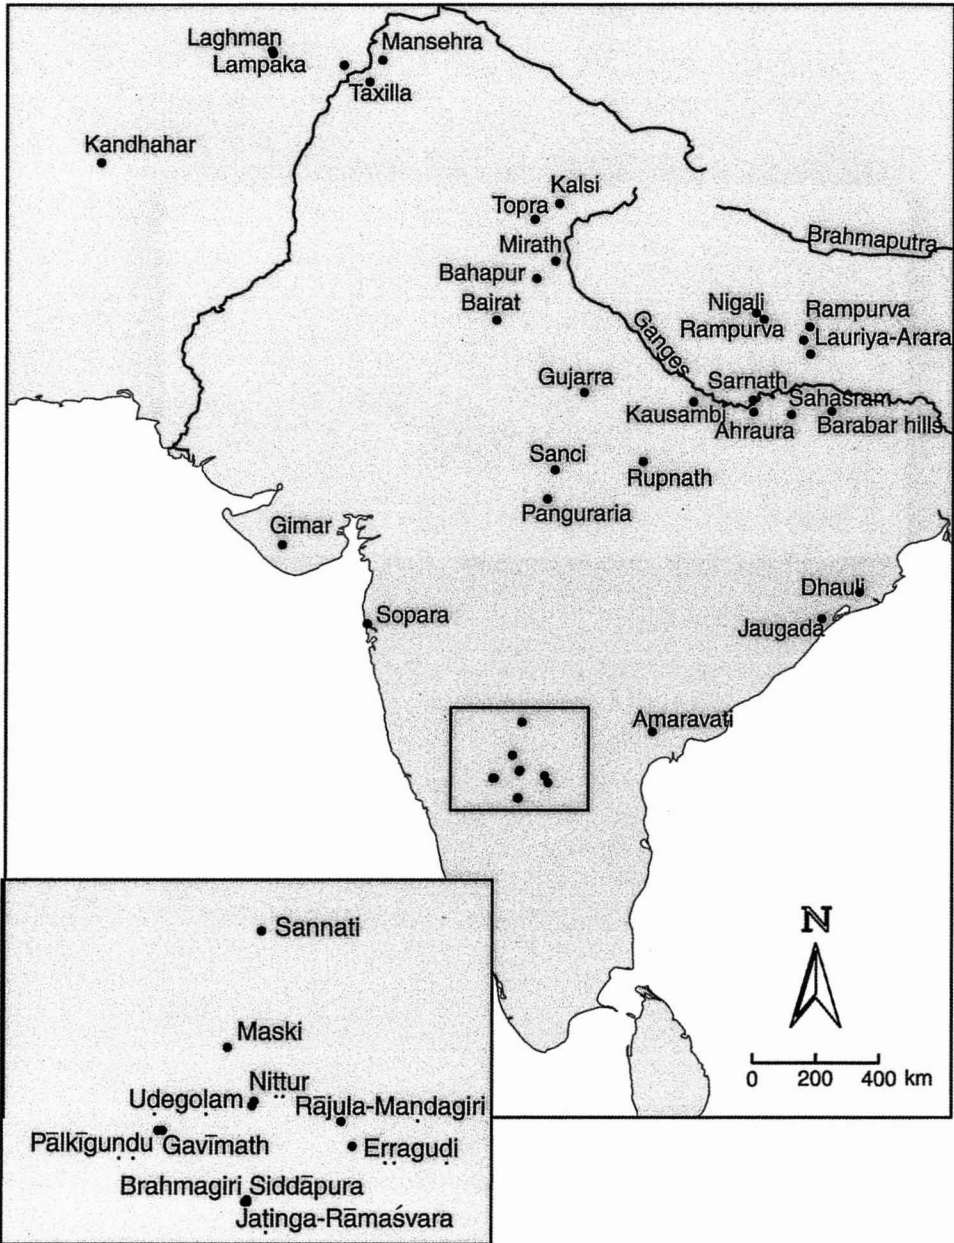 Laghman
Lampaka
Mansehra
Taxilla
Kandhahar
Kalsi
Topra
Mirath
Bahapur
Bairat
Brahmaputra
Nigali
Rampurva
Rampurva
Lauriya-Arara
Ganges
Gujarra
Sarnath
Sahasram
Kausambi
Ahraura
Barabar hills
Sanci
Rupnath
Panguraria
Gimar
Dhauli
Sopara
Jaugada
Amaravati
N
0 200 400 km
Sannati
Maski
Nittur
Udegolam
Rājula-Mandagiri
Pālkīgundu Gavīmath
Erragudi
Brahmagiri Siddāpura
Jatinga-Rāmaśvara